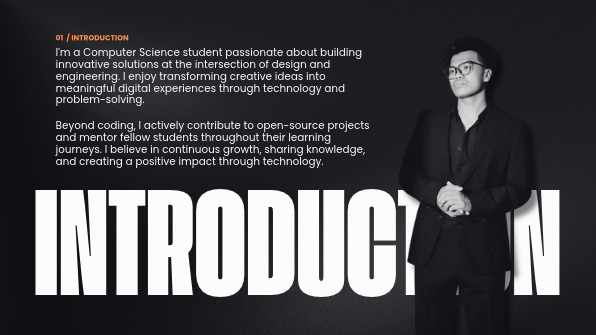 01 / INTRODUCTION
I'm a Computer Science student passionate about building
innovative solutions at the intersection of design and
engineering. I enjoy transforming creative ideas into
meaningful digital experiences through technology and
problem-solving.
Beyond coding, I actively contribute to open-source projects
and mentor fellow students throughout their learning
journeys. I believe in continuous growth, sharing knowledge,
and creating a positive impact through technology.
INTRODUCTION